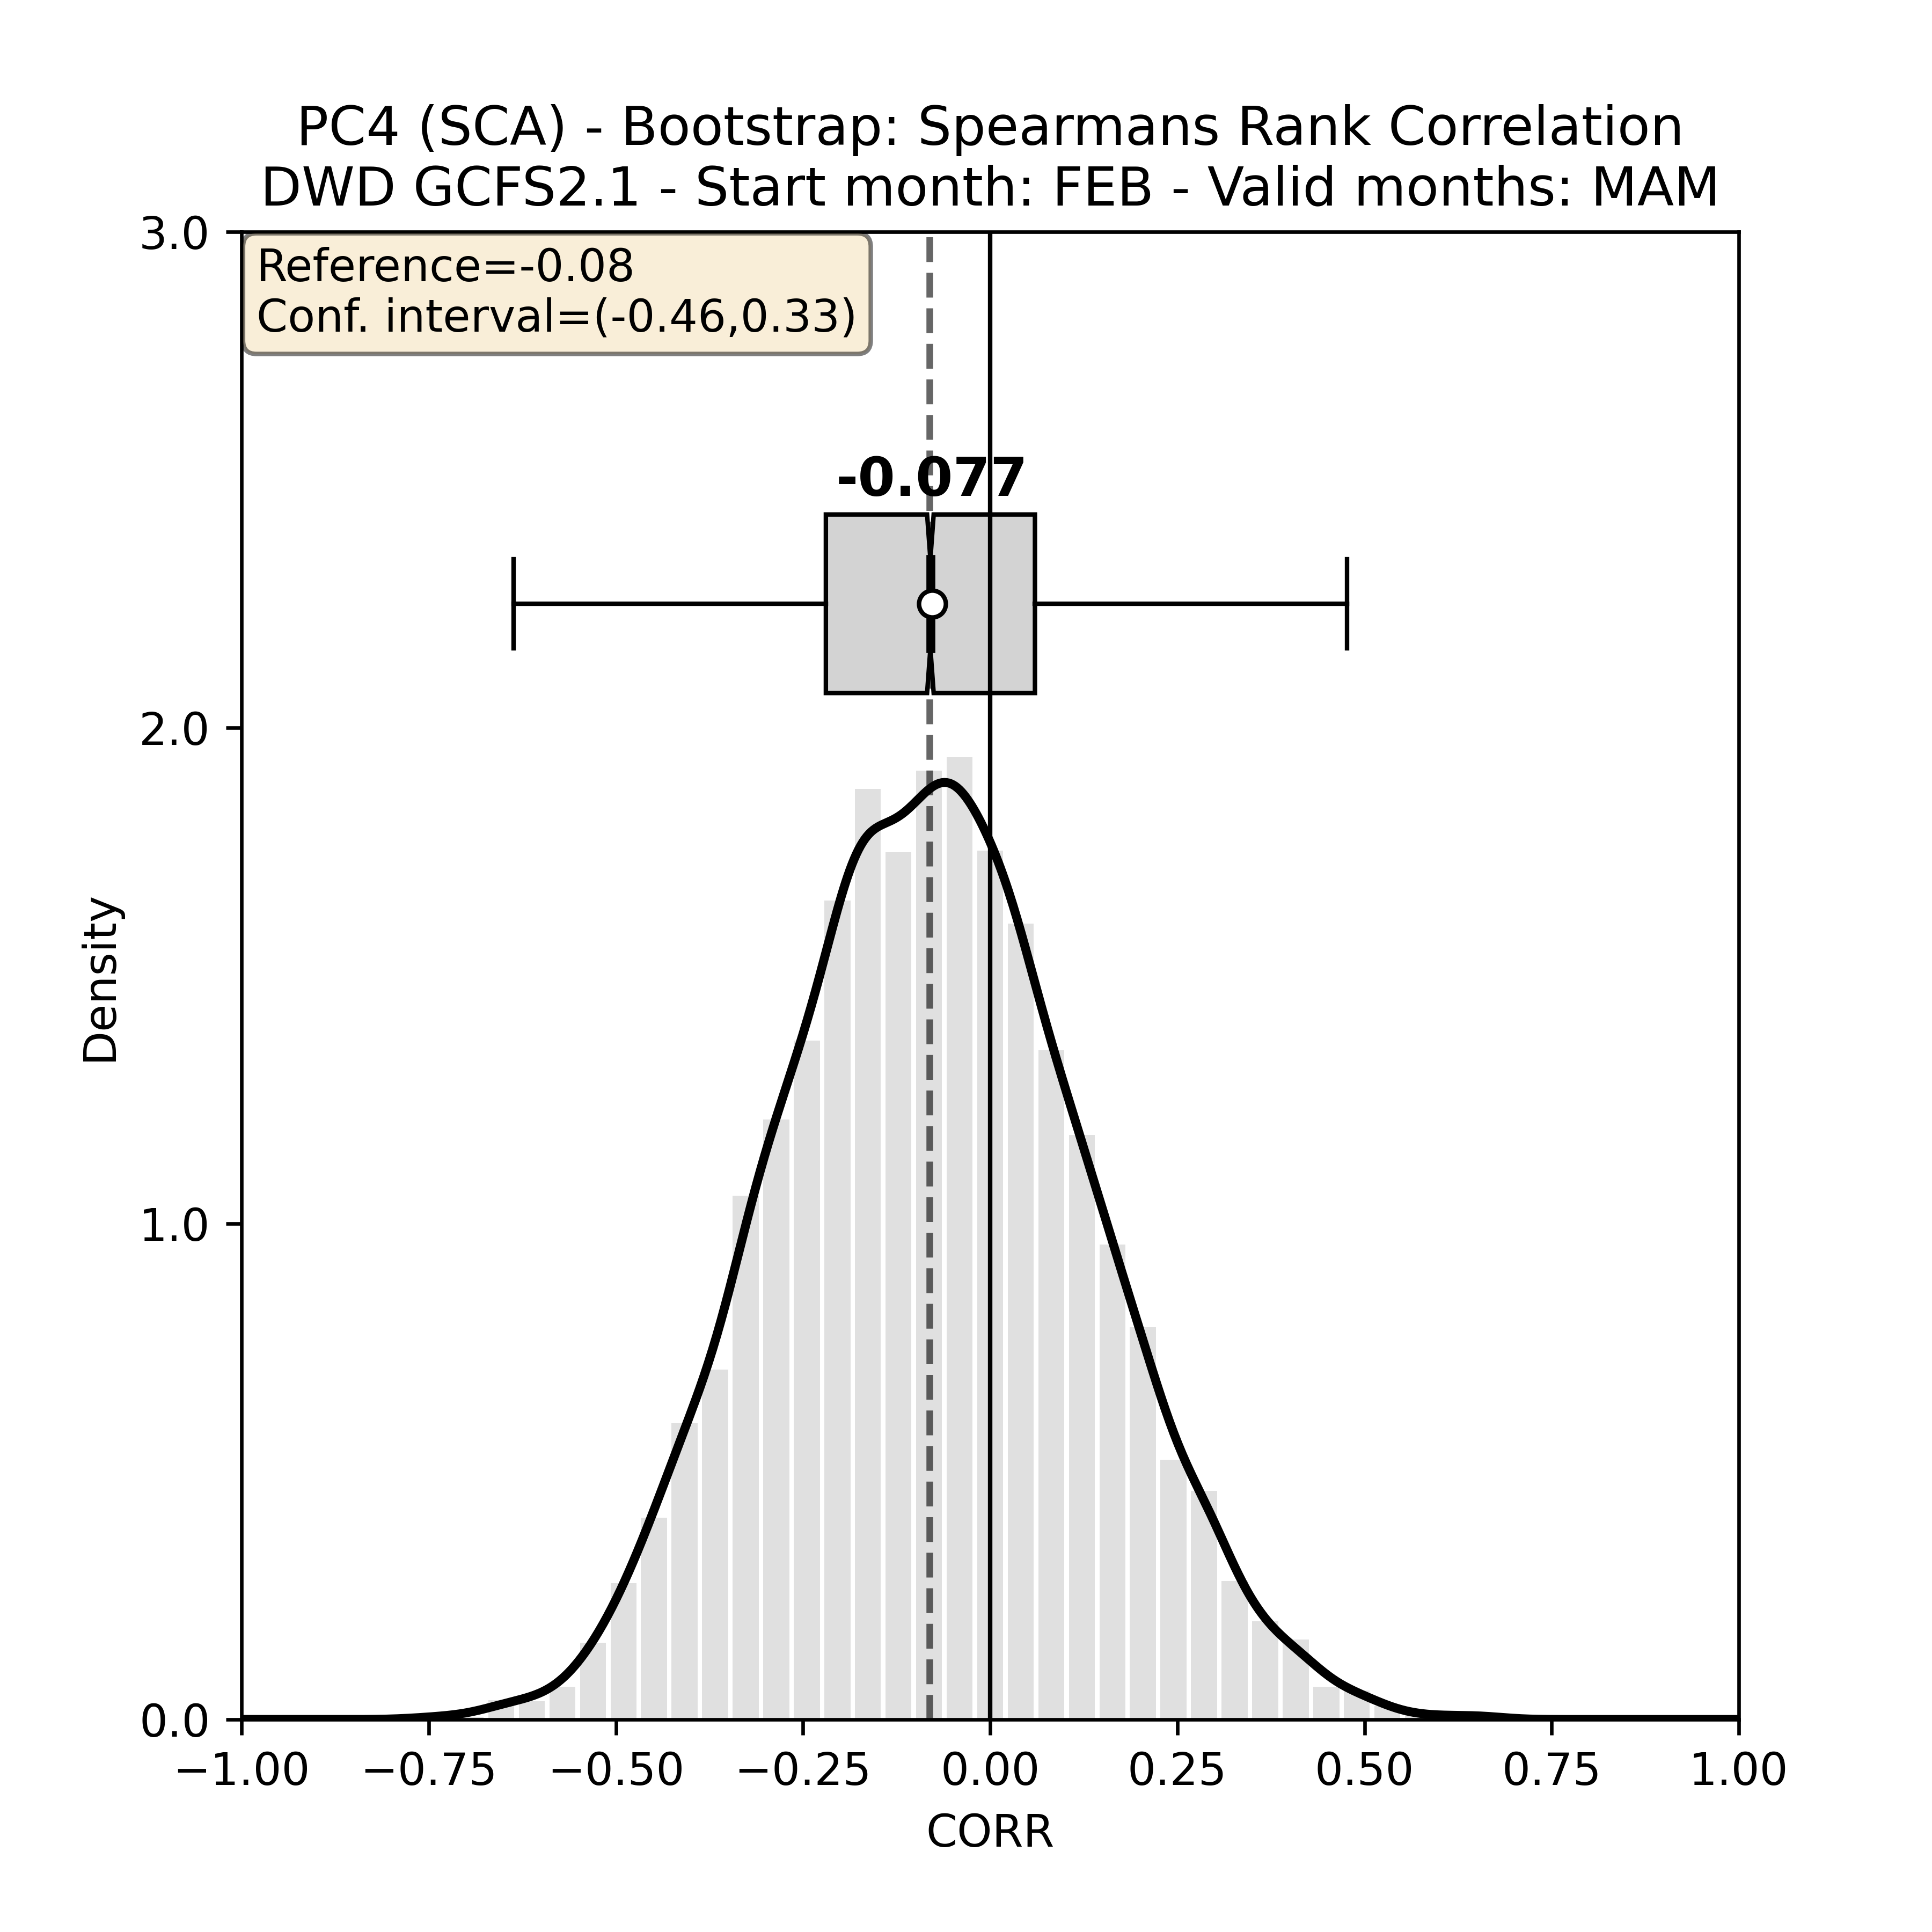 PC4 (SCA) - Bootstrap: Spearmans Rank Correlation
DWD GCFS2.1 - Start month: FEB - Valid months: MAM
3.0
Reference=-0.08
Conf. interval=(-0.46,0.33)
-0.077
2.0
Density
1.0
0.0
−1.00 −0.75 −0.50 −0.25 0.00 0.25 0.50 0.75 1.00
CORR